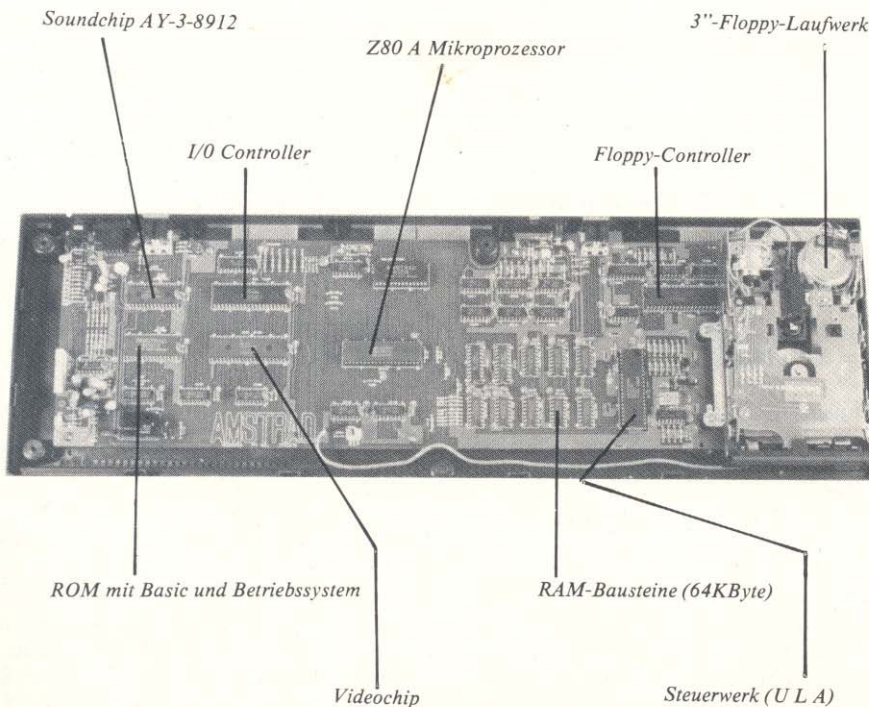 Soundchip AY-3-8912
3”-Floppy-Laufwerk
Z80 A Mikroprozessor
I/0 Controller
Floppy-Controller
AMSTRAD
ROM mit Basic und Betriebssystem
RAM-Bausteine (64KByte)
Videochip
Steuerwerk (U L A)